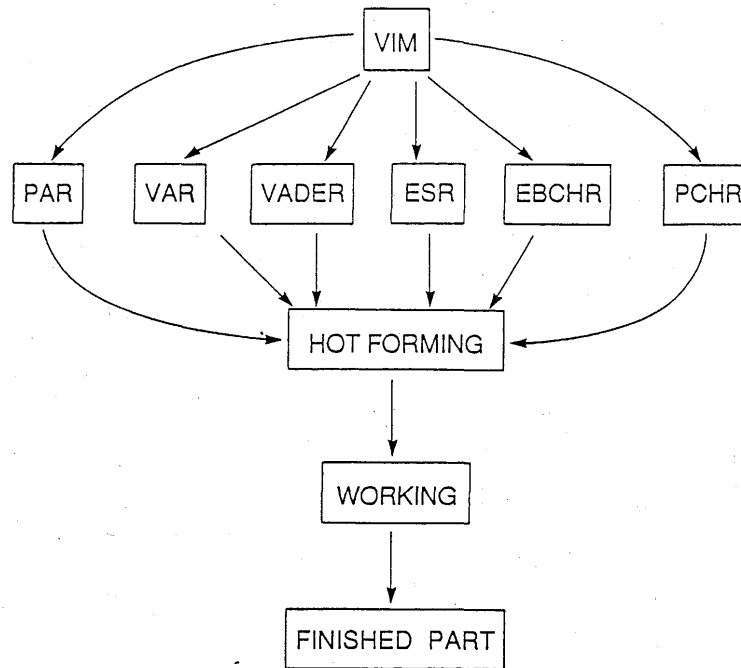 VIM
PAR VAR VADER ESR EBCHR PCHR
HOT FORMING
WORKING
FINISHED PART